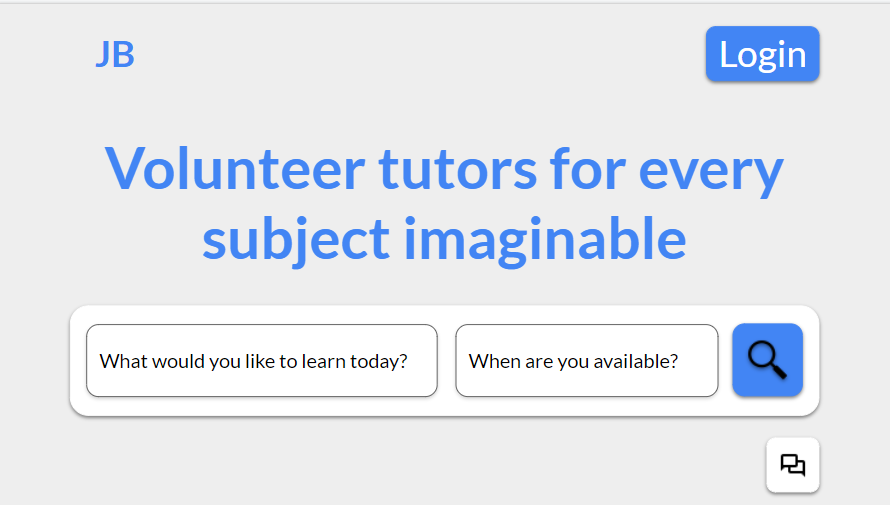 JB
Login
Volunteer tutors for every
subject imaginable
What would you like to learn today?
When are you available?